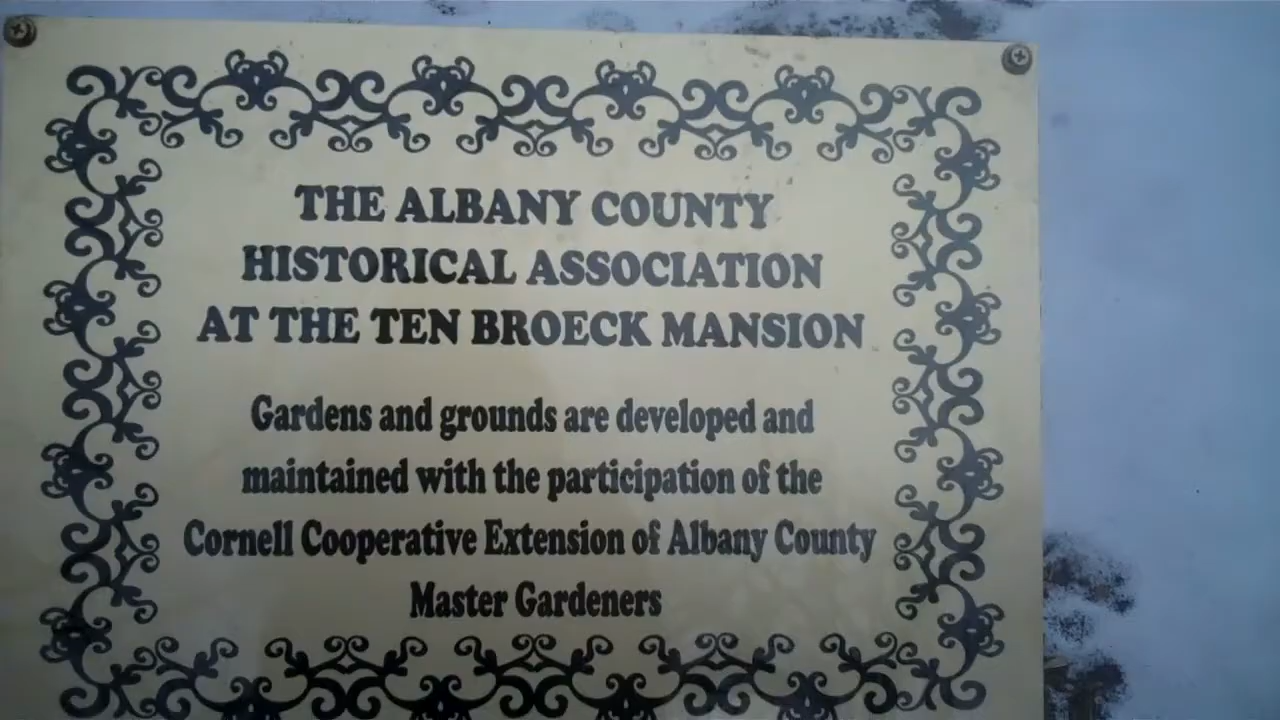 THE ALBANY COUNTY
HISTORICAL ASSOCIATION
AT THE TEN BROECK MANSION
Gardens and grounds are developed and
maintained with the participation of the
Cornell Cooperative Extension of Albany County
Master Gardeners